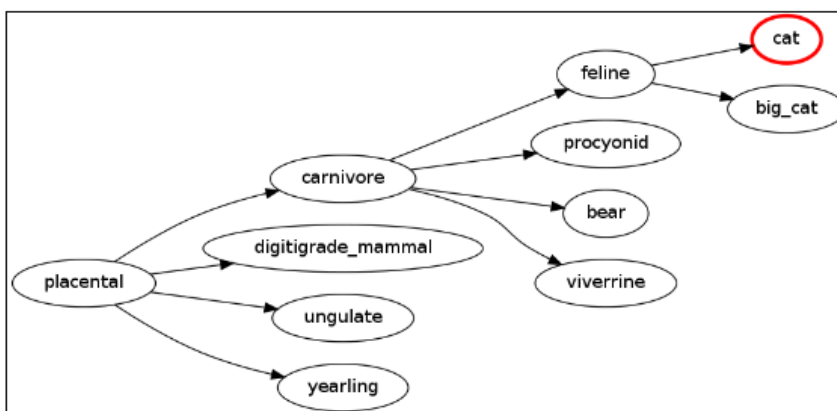 cat
feline
big_cat
procyonid
carnivore
bear
digitigrade_mammal
placental
viverrine
ungulate
yearling